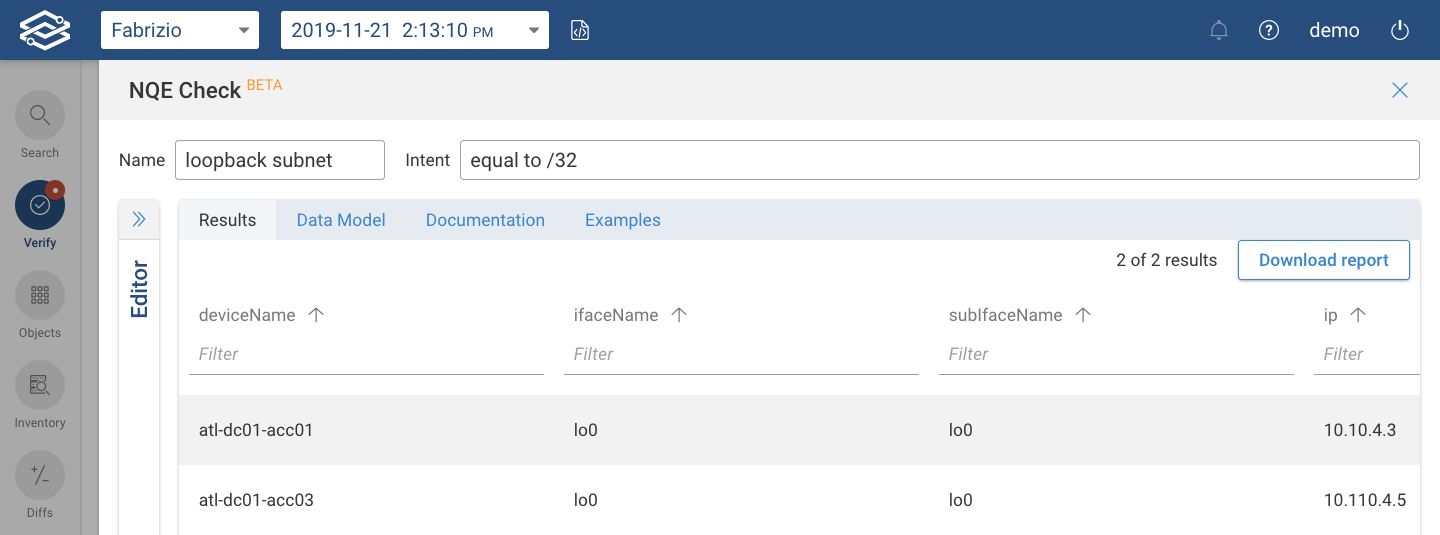 Fabrizio 2019-11-21 2:13:10 PM demo
NQE Check BETA
Name loopback subnet Intent equal to /32
Search
Verify
Objects
Inventory
+/- Diffs
Editor
Results Data Model Documentation Examples
2 of 2 results Download report
deviceName ifaceName subIfaceName ip
Filter Filter Filter Filter
atl-dc01-acc01 lo0 lo0 10.10.4.3
atl-dc01-acc03 lo0 lo0 10.110.4.5